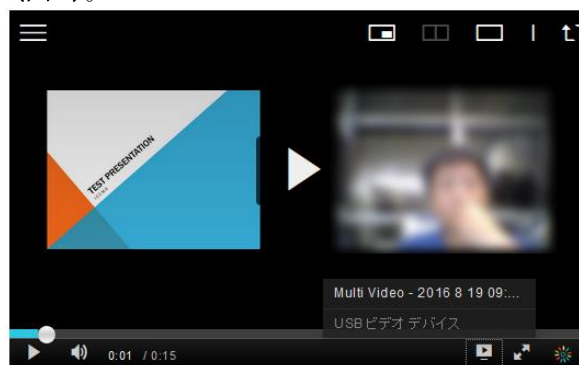 TEST PRESENTATION
Multi Video - 2016 8 19 09:...
USBビデオ デバイス
0:01 / 0:15